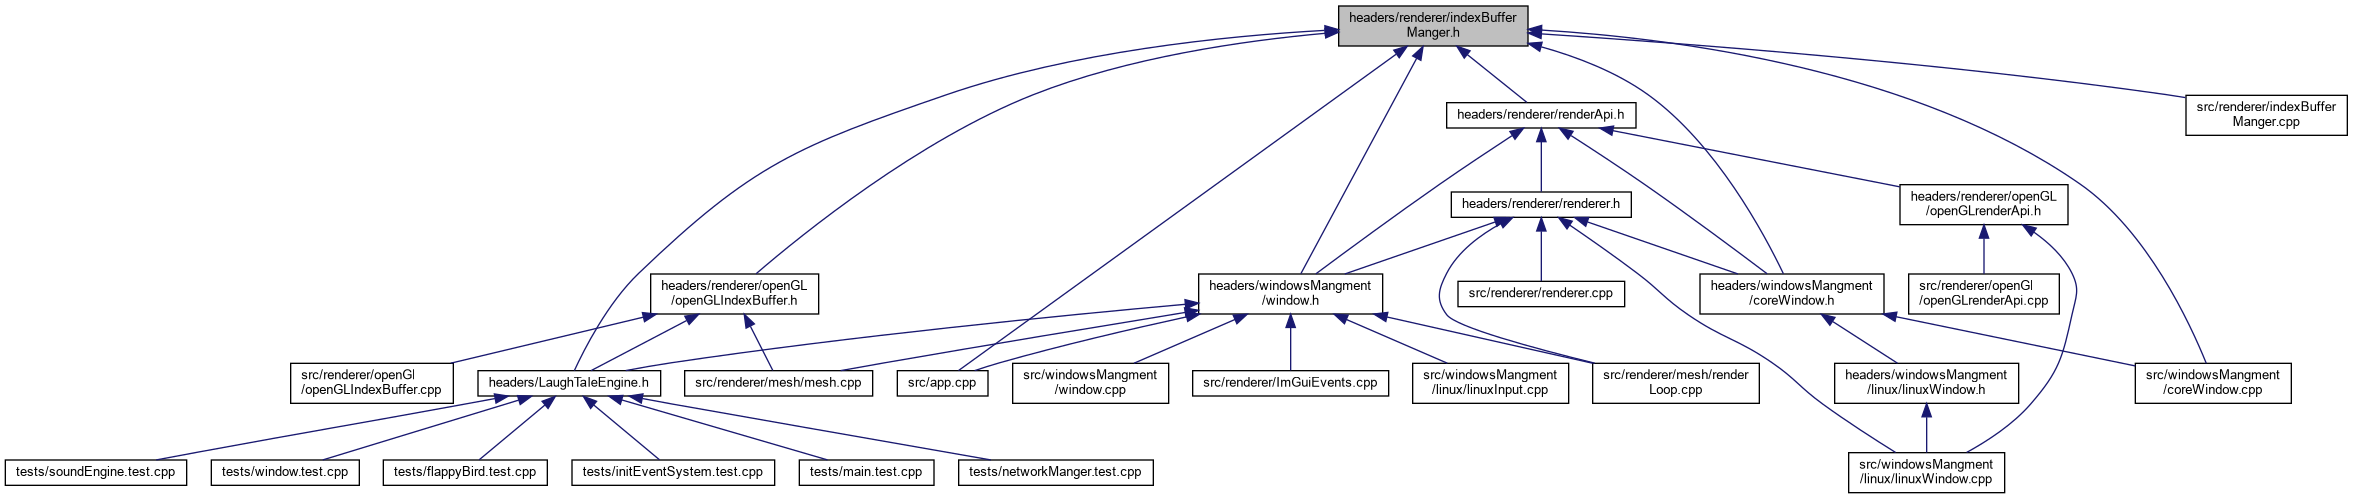 headers/renderer/indexBuffer
Manger.h
headers/renderer/renderApi.h
src/renderer/indexBuffer
Manger.cpp
headers/renderer/renderer.h
headers/renderer/openGL
/openGLrenderApi.h
headers/renderer/openGL
/openGLIndexBuffer.h
headers/windowsMangment
/window.h
src/renderer/renderer.cpp
headers/windowsMangment
/coreWindow.h
src/renderer/openGl
/openGLrenderApi.cpp
src/renderer/openGl
/openGLIndexBuffer.cpp
headers/LaughTaleEngine.h
src/renderer/mesh/mesh.cpp
src/app.cpp
src/windowsMangment
/window.cpp
src/renderer/ImGuiEvents.cpp
src/windowsMangment
/linux/linuxInput.cpp
src/renderer/mesh/render
Loop.cpp
headers/windowsMangment
/linux/linuxWindow.h
src/windowsMangment
/coreWindow.cpp
tests/soundEngine.test.cpp
tests/window.test.cpp
tests/flappyBird.test.cpp
tests/initEventSystem.test.cpp
tests/main.test.cpp
tests/networkManger.test.cpp
src/windowsMangment
/linux/linuxWindow.cpp